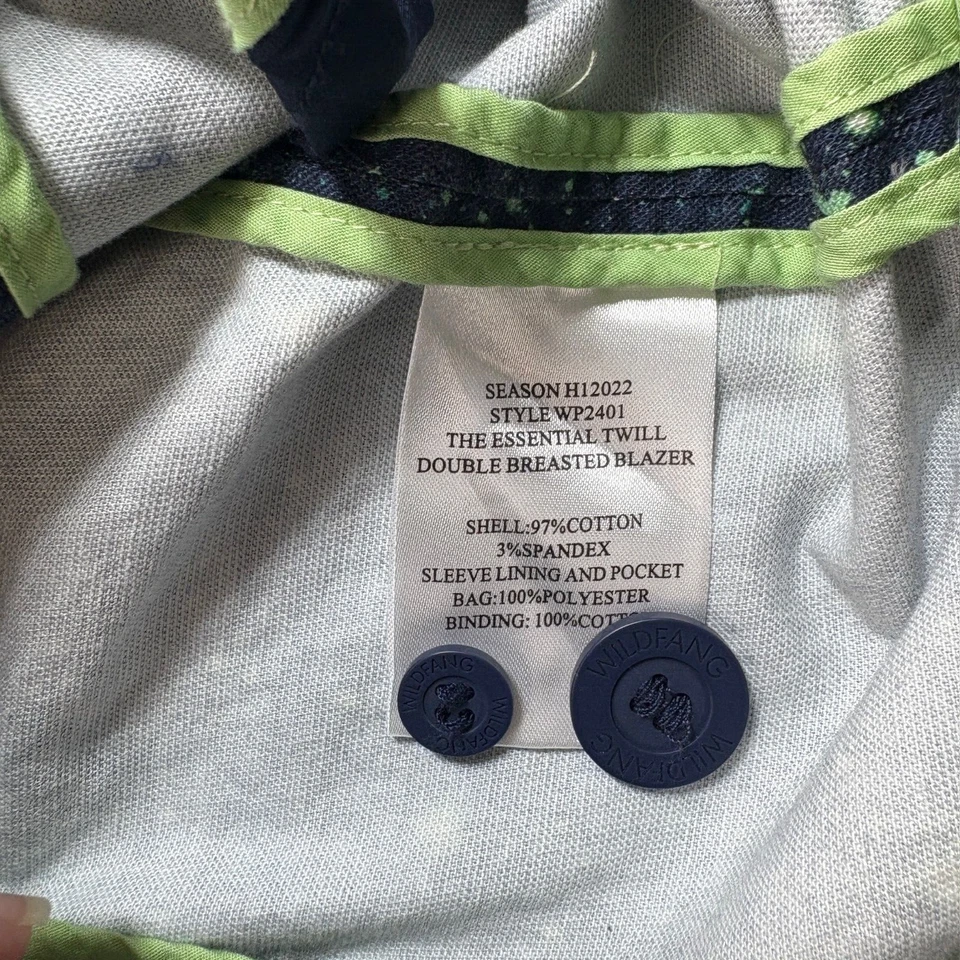 SEASON H12022
STYLE WP2401
THE ESSENTIAL TWILL
DOUBLE BREASTED BLAZER
SHELL:97%COTTON
3%SPANDEX
SLEEVE LINING AND POCKET
BAG:100%POLYESTER
BINDING: 100%COTT
WILDFANG WILDFANG
WILDFANG WILDFANG